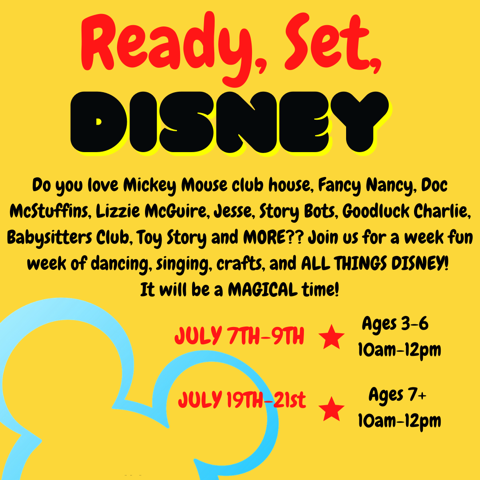 Ready, Set,
DISNEY
Do you love Mickey Mouse club house, Fancy Nancy, Doc
McStuffins, Lizzie McGuire, Jesse, Story Bots, Goodluck Charlie,
Babysitters Club, Toy Story and MORE?? Join us for a week fun
week of dancing, singing, crafts, and ALL THINGS DISNEY!
It will be a MAGICAL time!
JULY 7TH-9TH
Ages 3-6
10am-12pm
JULY 19TH-21st
Ages 7+
10am-12pm